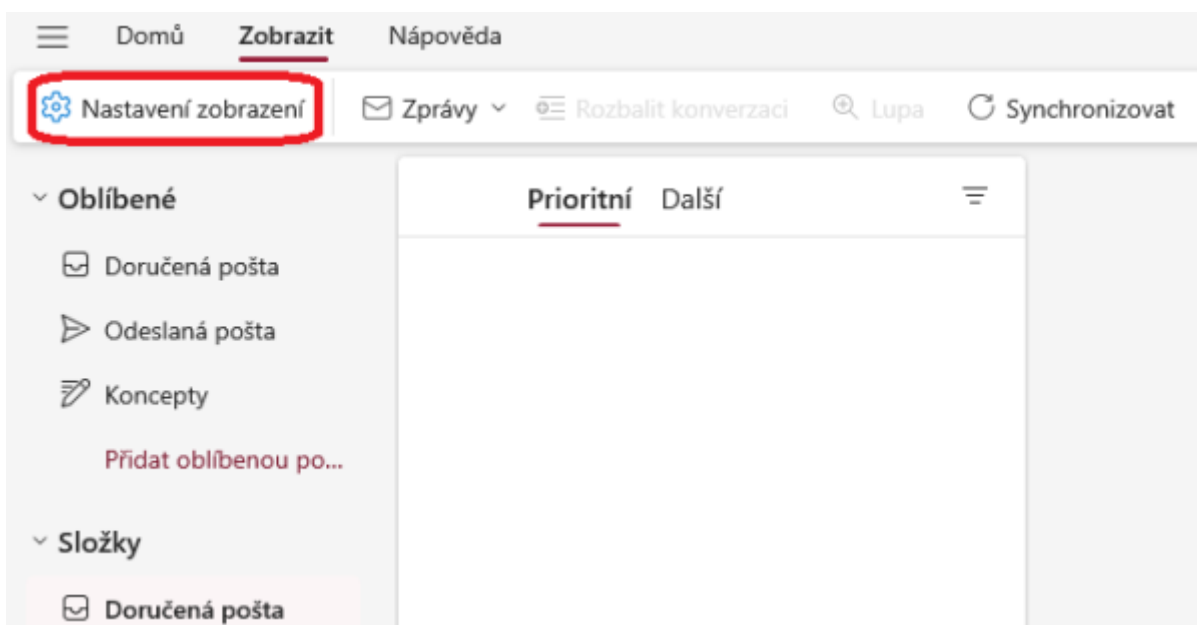 Domů Zobrazit Nápověda
Nastavení zobrazení Zprávy Rozbalit konverzaci Lupa Synchronizovat
Oblíbené
Prioritní Další
Doručená pošta
Odeslaná pošta
Koncepty
Přidat oblíbenou po...
Složky
Doručená pošta